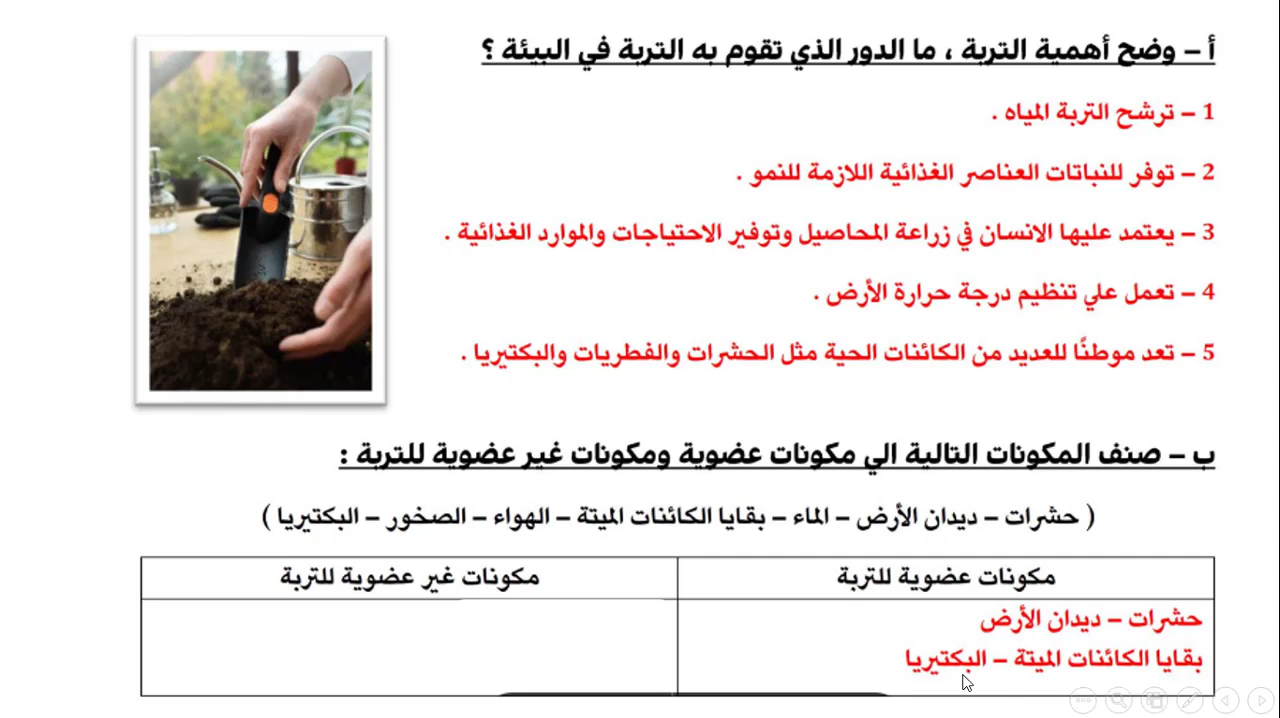 أ – وضح أهمية التربة ، ما الدور الذي تقوم به التربة في البيئة ؟
1 – ترشح التربة المياه .
2 – توفر للنباتات العناصر الغذائية اللازمة للنمو .
3 – يعتمد عليها الانسان في زراعة المحاصيل وتوفير الاحتياجات والموارد الغذائية .
4 – تعمل علي تنظيم درجة حرارة الأرض .
5 – تعد موطنًا للعديد من الكائنات الحية مثل الحشرات والفطريات والبكتيريا .
ب – صنف المكونات التالية الي مكونات عضوية ومكونات غير عضوية للتربة :
( حشرات – ديدان الأرض – الماء – بقايا الكائنات الميتة – الهواء – الصخور – البكتيريا )
مكونات عضوية للتربة
مكونات غير عضوية للتربة
حشرات – ديدان الأرض
بقايا الكائنات الميتة – البكتيريا